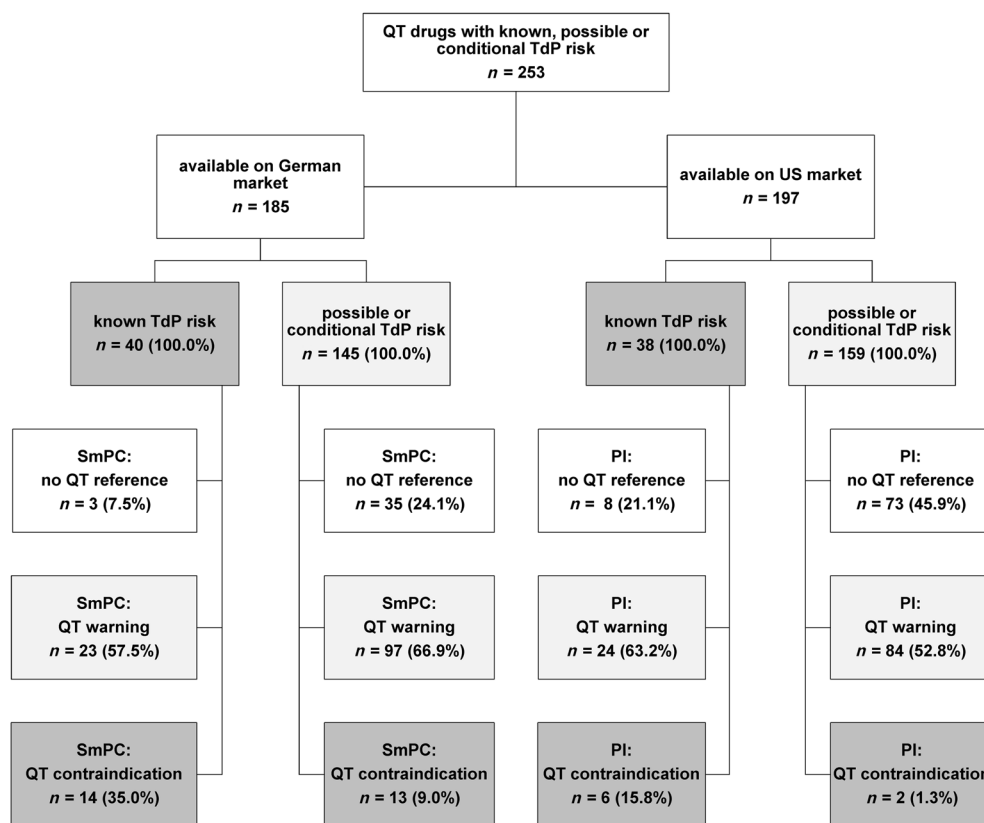 QT drugs with known, possible or
conditional TdP risk
n = 253
available on German
market
n = 185
available on US market
n = 197
known TdP risk
n = 40 (100.0%)
possible or
conditional TdP risk
n = 145 (100.0%)
known TdP risk
n = 38 (100.0%)
possible or
conditional TdP risk
n = 159 (100.0%)
SmPC:
no QT reference
n = 3 (7.5%)
SmPC:
no QT reference
n = 35 (24.1%)
PI:
no QT reference
n = 8 (21.1%)
PI:
no QT reference
n = 73 (45.9%)
SmPC:
QT warning
n = 23 (57.5%)
SmPC:
QT warning
n = 97 (66.9%)
PI:
QT warning
n = 24 (63.2%)
PI:
QT warning
n = 84 (52.8%)
SmPC:
QT contraindication
n = 14 (35.0%)
SmPC:
QT contraindication
n = 13 (9.0%)
PI:
QT contraindication
n = 6 (15.8%)
PI:
QT contraindication
n = 2 (1.3%)